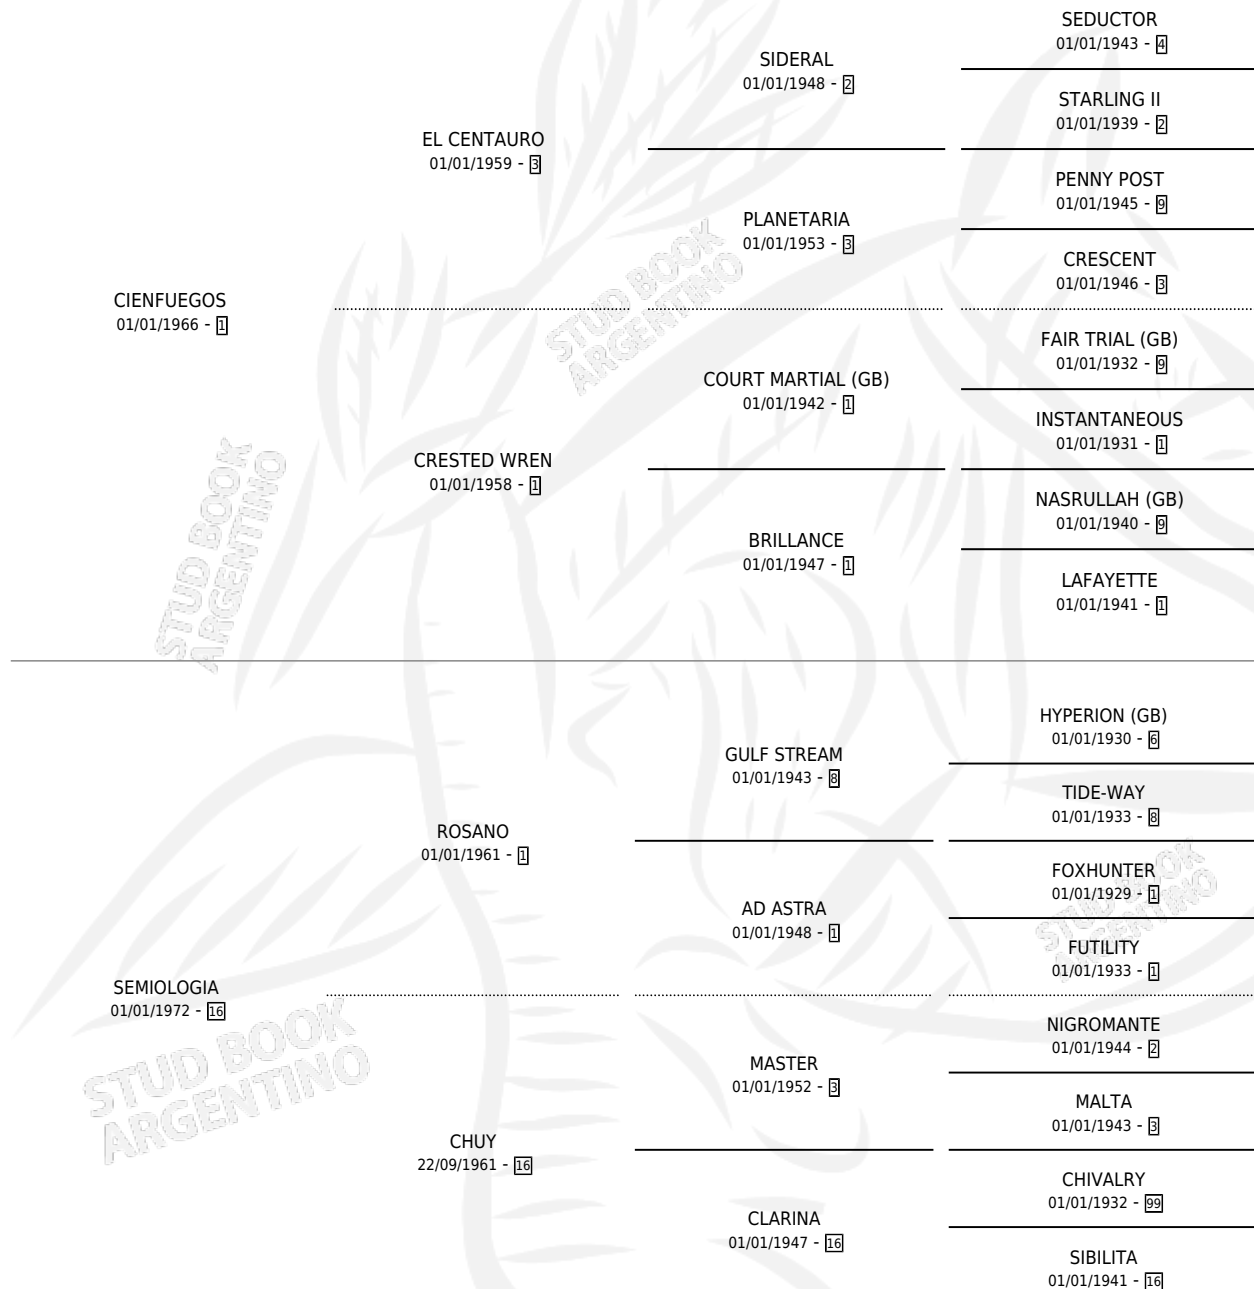 SEDUCTOR
01/01/1943 - 4
SIDERAL
01/01/1948 - 2
STARLING II
01/01/1939 - 2
EL CENTAURO
01/01/1959 - 3
PENNY POST
01/01/1945 - 9
PLANETARIA
01/01/1953 - 3
CRESCENT
01/01/1946 - 3
CIENFUEGOS
01/01/1966 - 1
FAIR TRIAL (GB)
01/01/1932 - 9
COURT MARTIAL (GB)
01/01/1942 - 1
INSTANTANEOUS
01/01/1931 - 1
CRESTED WREN
01/01/1958 - 1
NASRULLAH (GB)
01/01/1940 - 9
BRILLANCE
01/01/1947 - 1
LAFAYETTE
01/01/1941 - 1
HYPERION (GB)
01/01/1930 - 6
GULF STREAM
01/01/1943 - 8
TIDE-WAY
01/01/1933 - 8
ROSANO
01/01/1961 - 1
FOXHUNTER
01/01/1929 - 1
AD ASTRA
01/01/1948 - 1
FUTILITY
01/01/1933 - 1
SEMIOLOGIA
01/01/1972 - 16
NIGROMANTE
01/01/1944 - 2
MASTER
01/01/1952 - 3
MALTA
01/01/1943 - 3
CHUY
22/09/1961 - 16
CHIVALRY
01/01/1932 - 99
CLARINA
01/01/1947 - 16
SIBILITA
01/01/1941 - 16
STUD BOOK
ARGENTINO
STUD BOOK
ARGENTINO
STUD BOOK
ARGENTINO
STUD BOOK
ARGENTINO